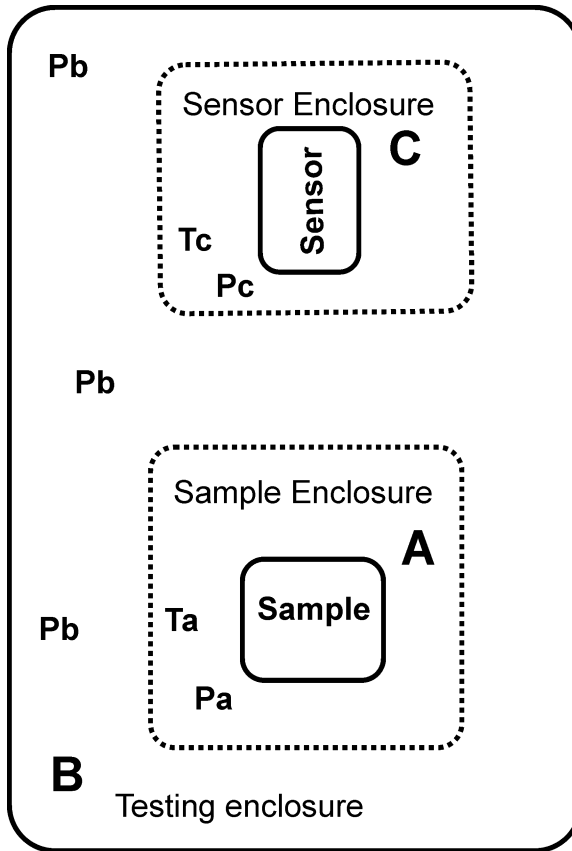 Pb
Sensor Enclosure
C
Sensor
Tc
Pc
Pb
Sample Enclosure
A
Sample
Ta
Pb
Pa
B
Testing enclosure